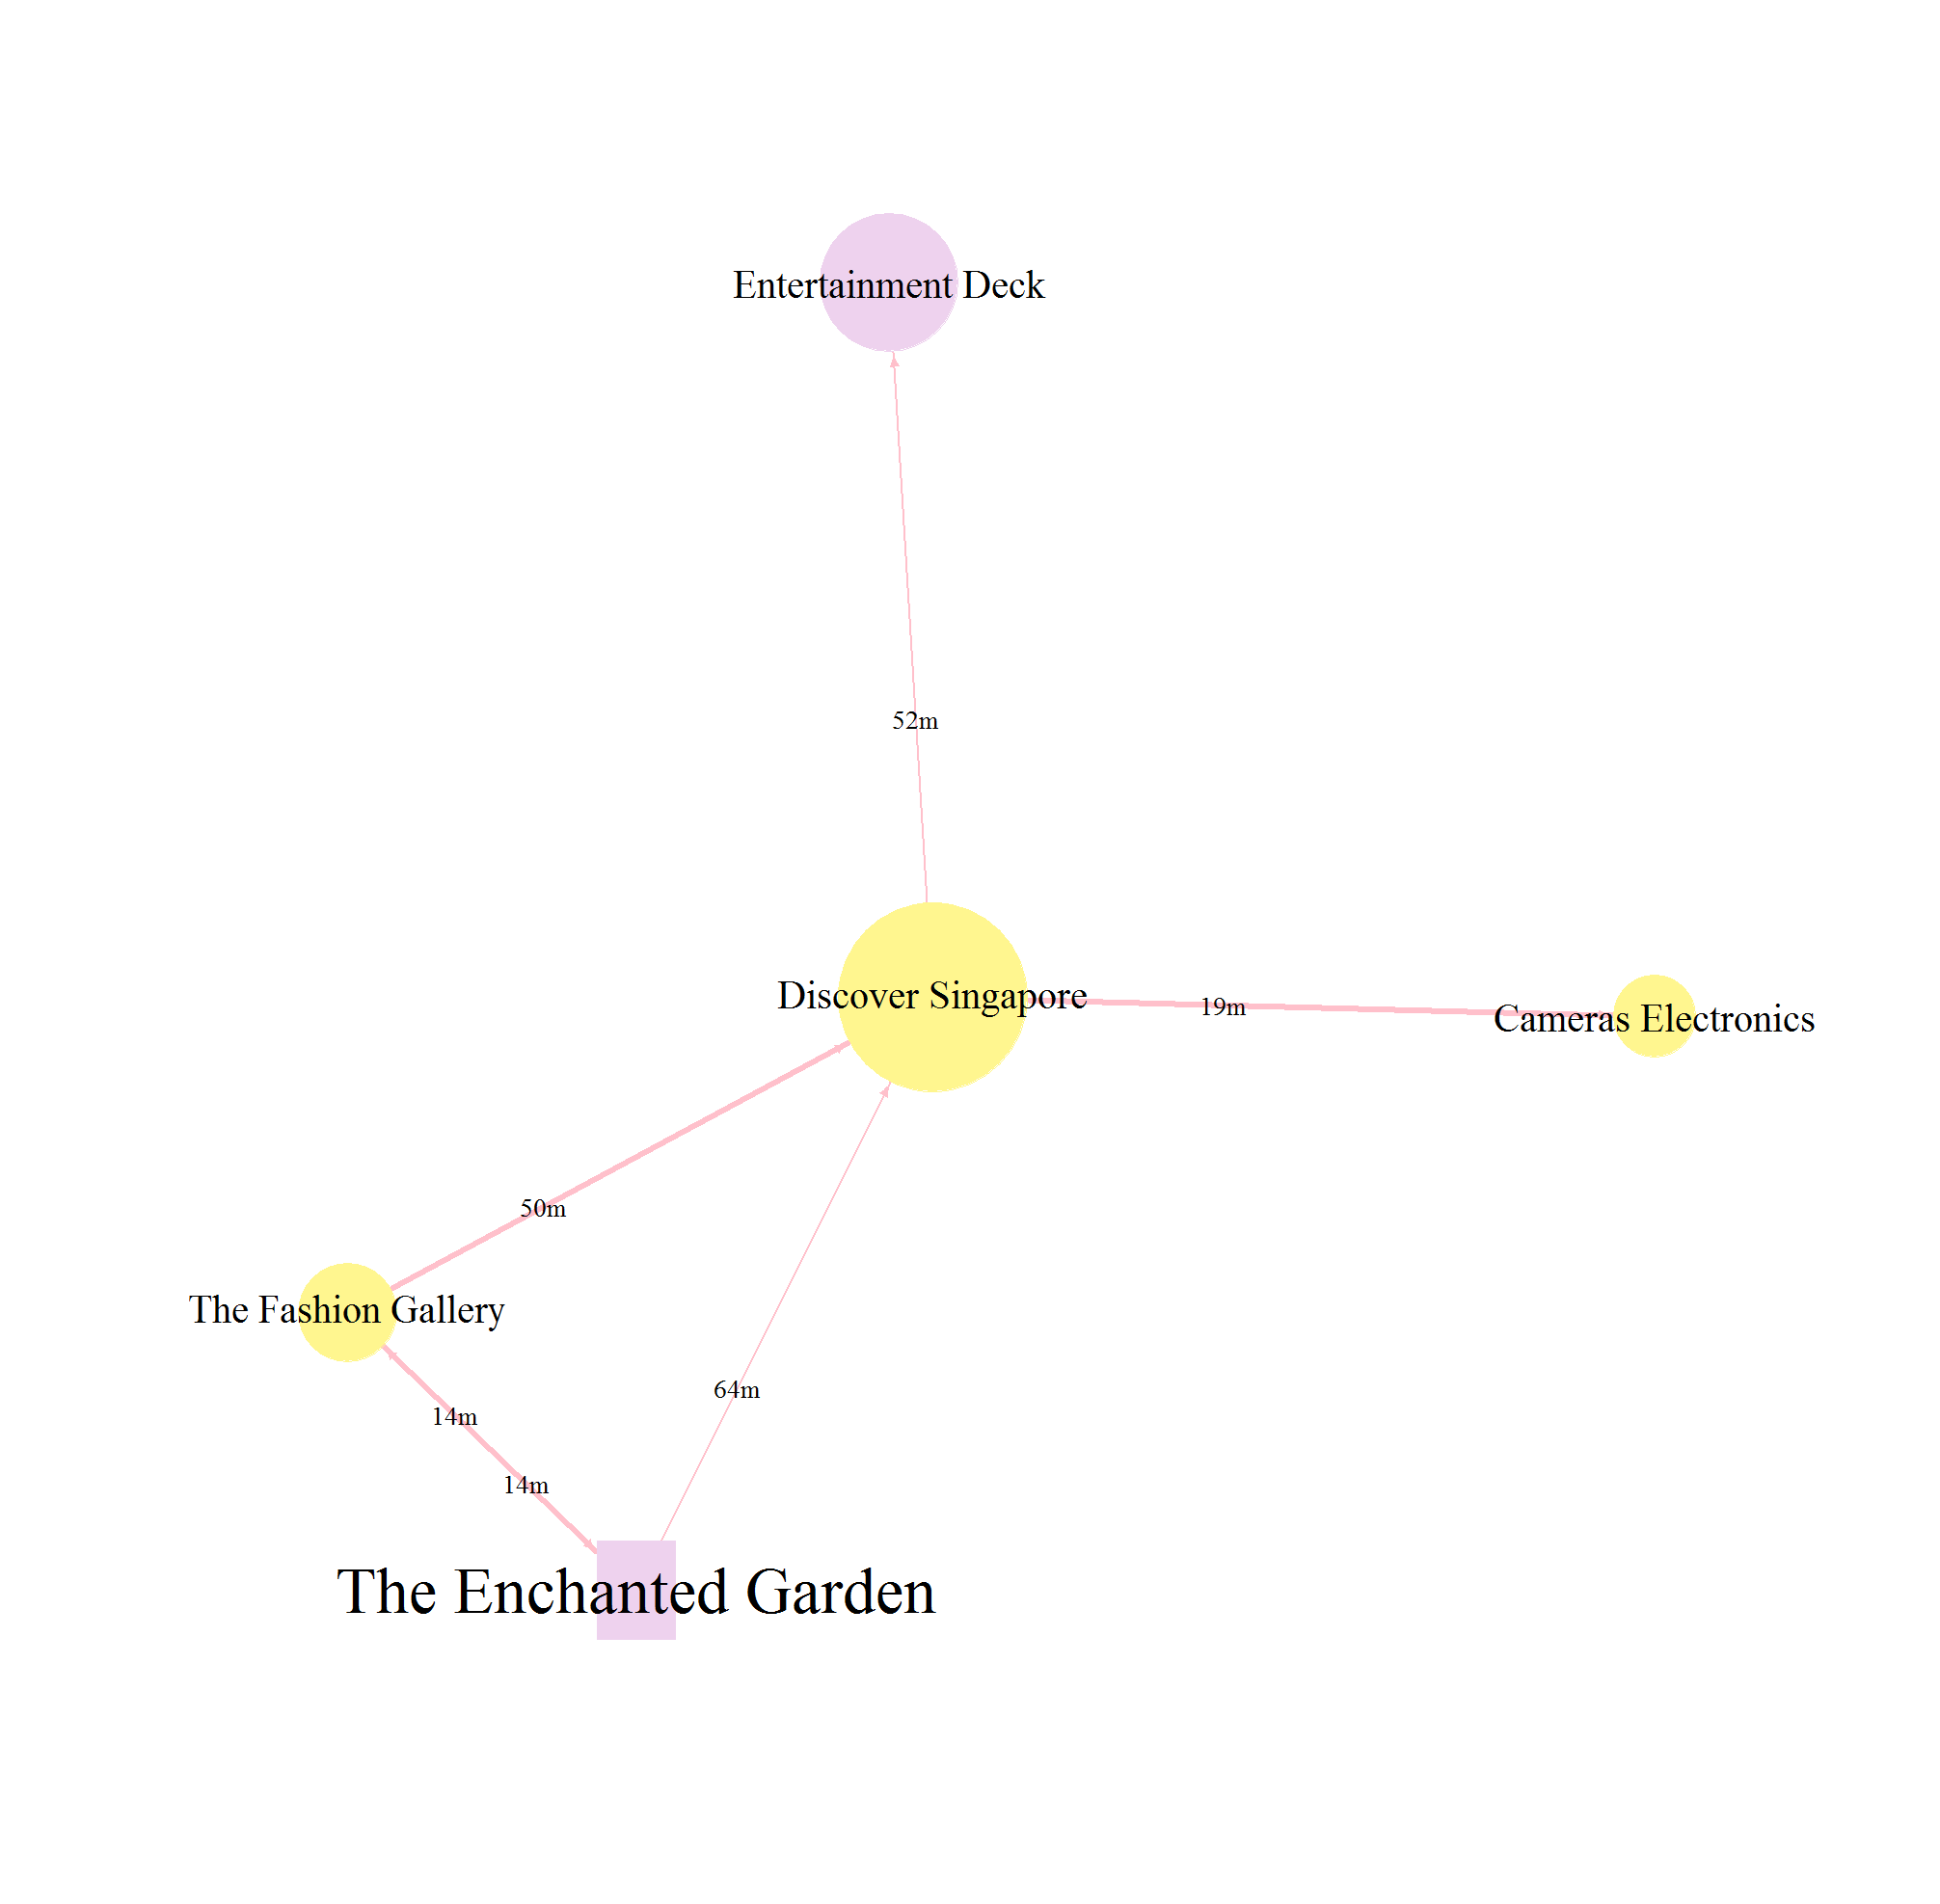 Entertainment Deck
52m
Discover Singapore
19m
Cameras Electronics
50m
The Fashion Gallery
64m
14m
14m
The Enchanted Garden